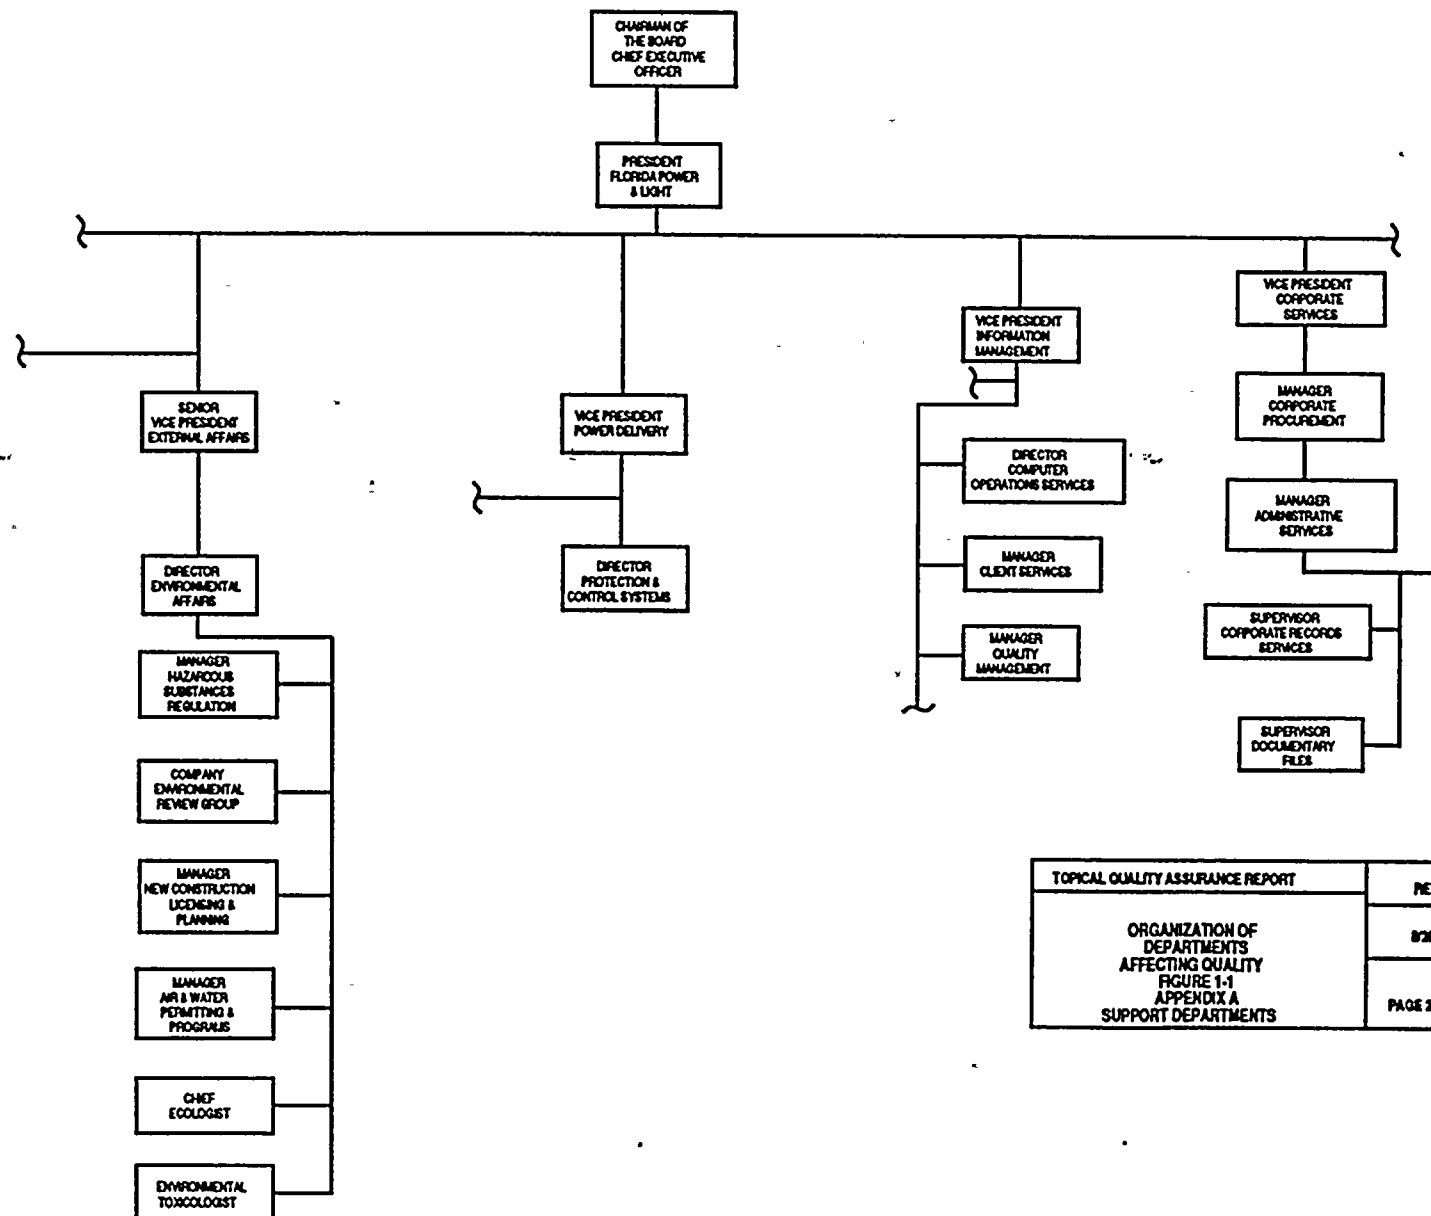 CHAIRMAN OF
THE BOARD
CHIEF EXECUTIVE
OFFICER
PRESIDENT
FLORIDA POWER
& LIGHT
SENIOR
VICE PRESIDENT
EXTERNAL AFFAIRS
DIRECTOR
ENVIRONMENTAL
AFFAIRS
MANAGER
HAZARDOUS
SUBSTANCES
REGULATION
COMPANY
ENVIRONMENTAL
REVIEW GROUP
MANAGER
NEW CONSTRUCTION
LICENSING &
PLANNING
MANAGER
AIR & WATER
PERMITTING &
PROGRAMS
CHIEF
ECOLOGIST
ENVIRONMENTAL
TOXICOLOGIST
VICE PRESIDENT
POWER DELIVERY
DIRECTOR
PROTECTION &
CONTROL SYSTEMS
VICE PRESIDENT
INFORMATION
MANAGEMENT
DIRECTOR
COMPUTER
OPERATIONS SERVICES
MANAGER
CLIENT SERVICES
MANAGER
QUALITY
MANAGEMENT
VICE PRESIDENT
CORPORATE
SERVICES
MANAGER
CORPORATE
PROCUREMENT
MANAGER
ADMINISTRATIVE
SERVICES
SUPERVISOR
CORPORATE RECORDS
SERVICES
SUPERVISOR
DOCUMENTARY
FILES
TOPICAL QUALITY ASSURANCE REPORT
ORGANIZATION OF
DEPARTMENTS
AFFECTING QUALITY
FIGURE 1-1
APPENDIX A
SUPPORT DEPARTMENTS
RE
PAGE 2